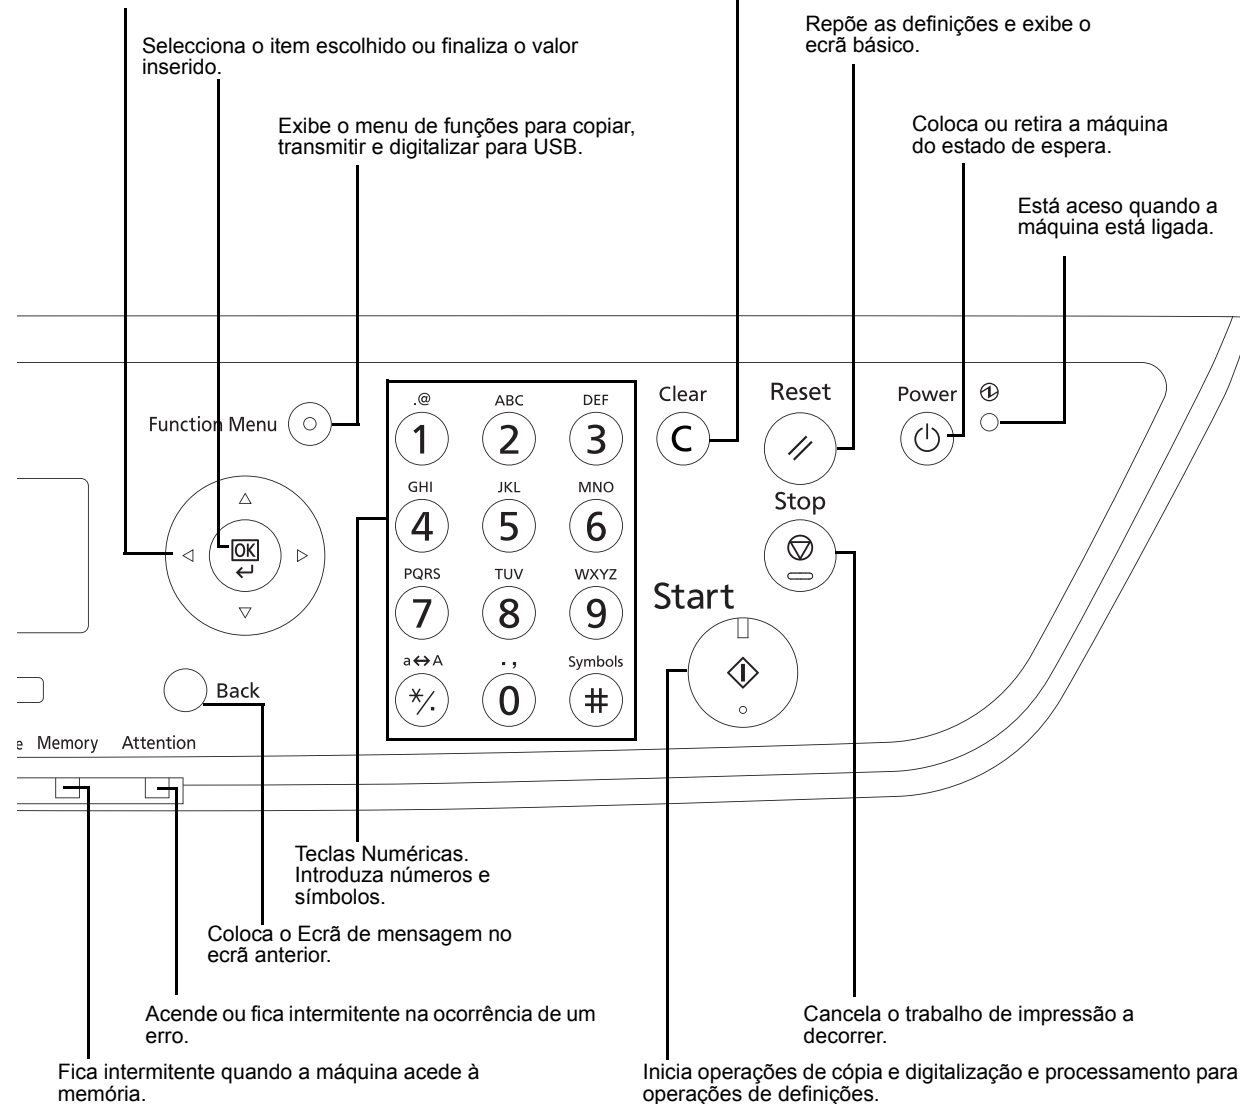 Repõe as definições e exibe o
ecrã básico.
Selecciona o item escolhido ou finaliza o valor
inserido.
Exibe o menu de funções para copiar,
transmitir e digitalizar para USB.
Coloca ou retira a máquina
do estado de espera.
Está aceso quando a
máquina está ligada.
Function Menu
.@ ABC DEF
1 2 3
Clear
C
Reset
Power
GHI JKL MNO
4 5 6
Stop
OK
PQRS TUV WXYZ
7 8 9
Start
a↔A . , Symbols
*/. 0 #
Back
e Memory Attention
Teclas Numéricas.
Introduza números e
símbolos.
Coloca o Ecrã de mensagem no
ecrã anterior.
Acende ou fica intermitente na ocorrência de um
erro.
Cancela o trabalho de impressão a
decorrer.
Fica intermitente quando a máquina acede à
memória.
Inicia operações de cópia e digitalização e processamento para
operações de definições.